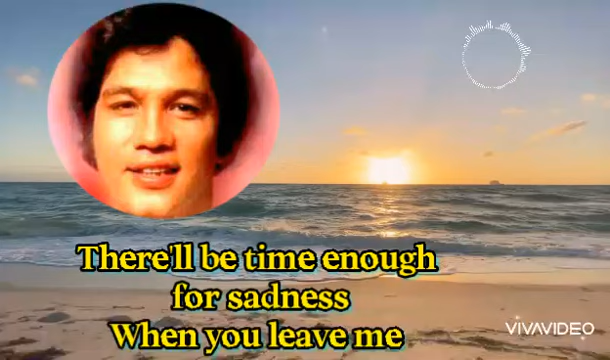 There'll be time enough
for sadness
When you leave me
VIVAVIDEO